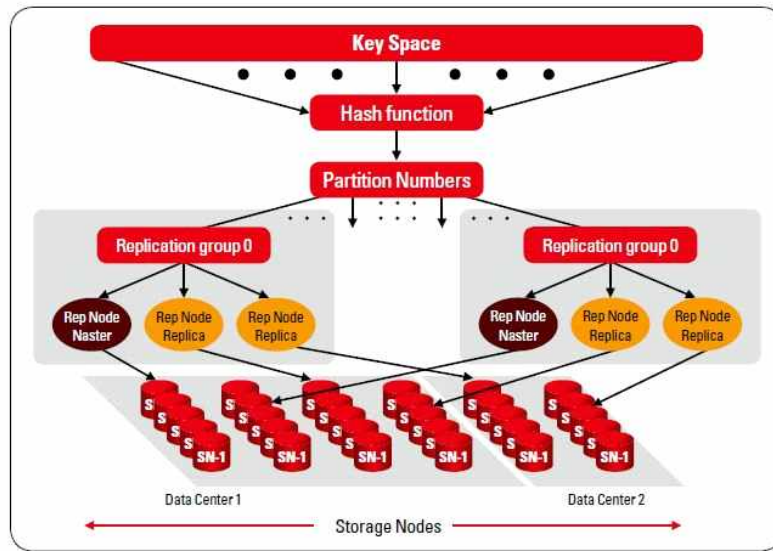 Key Space
Hash function
Partition Numbers
Replication group 0
Replication group 0
Rep Node
Naster
Rep Node
Replica
Rep Node
Replica
Rep Node
Naster
Rep Node
Replica
Rep Node
Replica
SN-1
SN-1
SN-1
SN-1
SN-1
SN-1
Data Center 1
Data Center 2
Storage Nodes